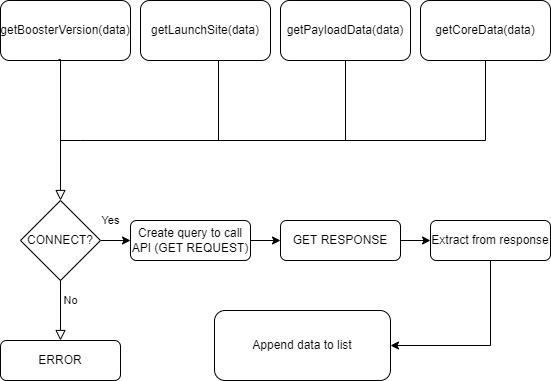 getBoosterVersion(data)
getLaunchSite(data)
getPayloadData(data)
getCoreData(data)
CONNECT?
Yes
Create query to call
API (GET REQUEST)
GET RESPONSE
Extract from response
No
ERROR
Append data to list